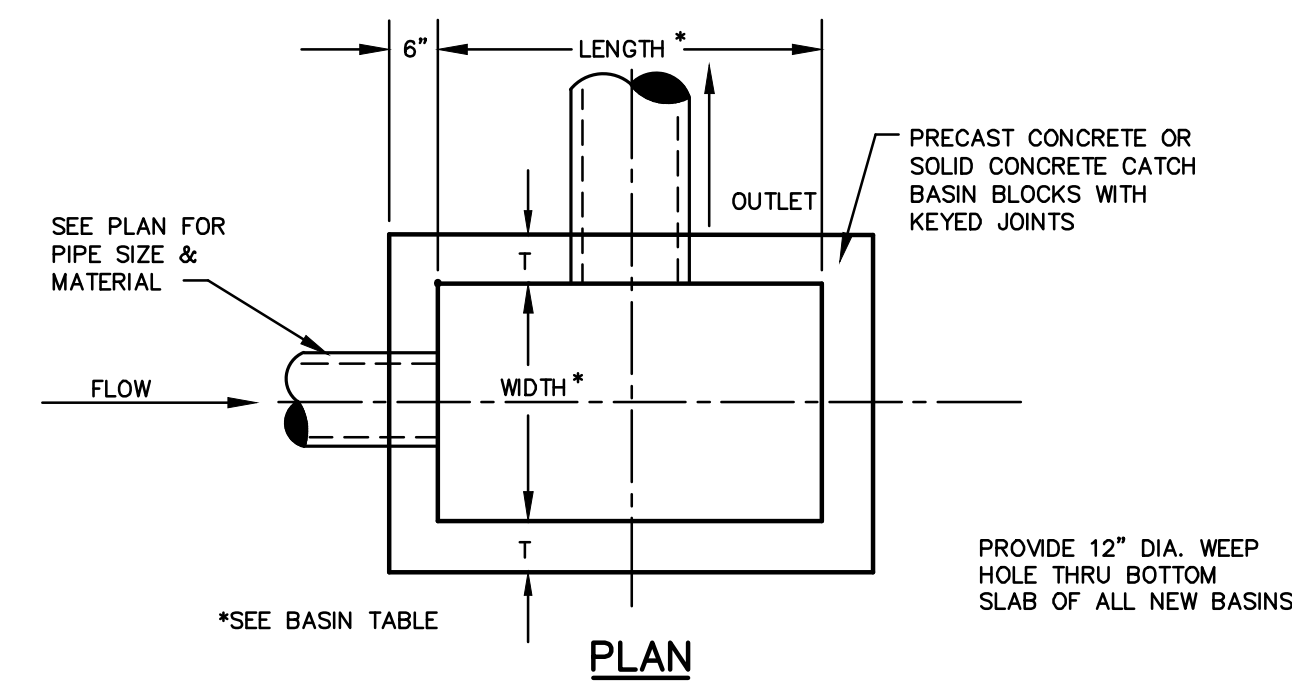 6” LENGTH *
PRECAST CONCRETE OR
SOLID CONCRETE CATCH
BASIN BLOCKS WITH
KEYED JOINTS
OUTLET
SEE PLAN FOR
PIPE SIZE &
MATERIAL
T
FLOW
WIDTH *
T
PROVIDE 12” DIA. WEEP
HOLE THRU BOTTOM
SLAB OF ALL NEW BASINS
*SEE BASIN TABLE
PLAN